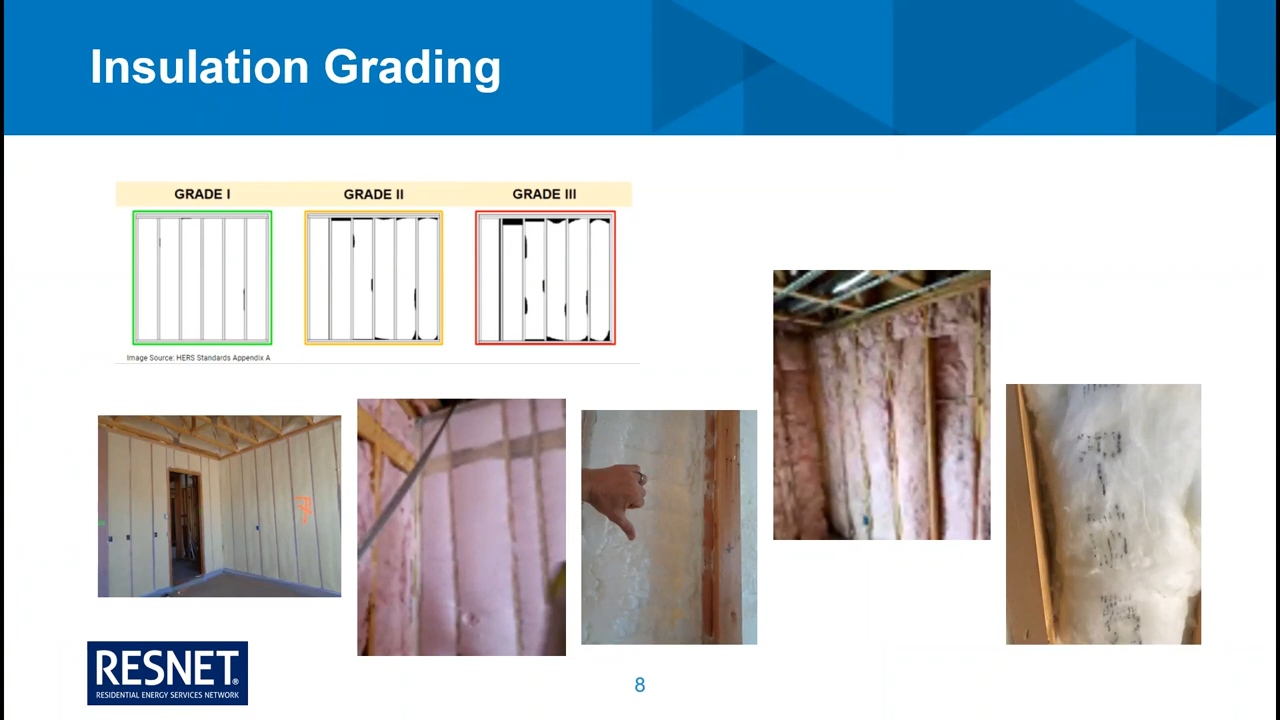 Insulation Grading
GRADE I GRADE II GRADE III
Image Source: HERS Standards Appendix A
RESNET®
RESIDENTIAL ENERGY SERVICES NETWORK
8